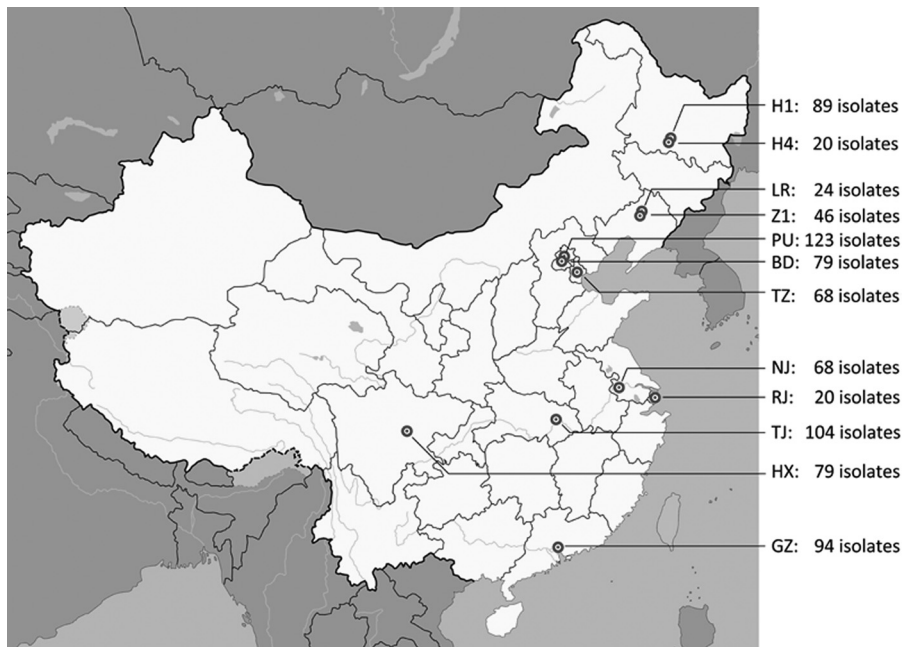 H1: 89 isolates
H4: 20 isolates
LR: 24 isolates
Z1: 46 isolates
PU: 123 isolates
BD: 79 isolates
TZ: 68 isolates
NJ: 68 isolates
RJ: 20 isolates
TJ: 104 isolates
HX: 79 isolates
GZ: 94 isolates